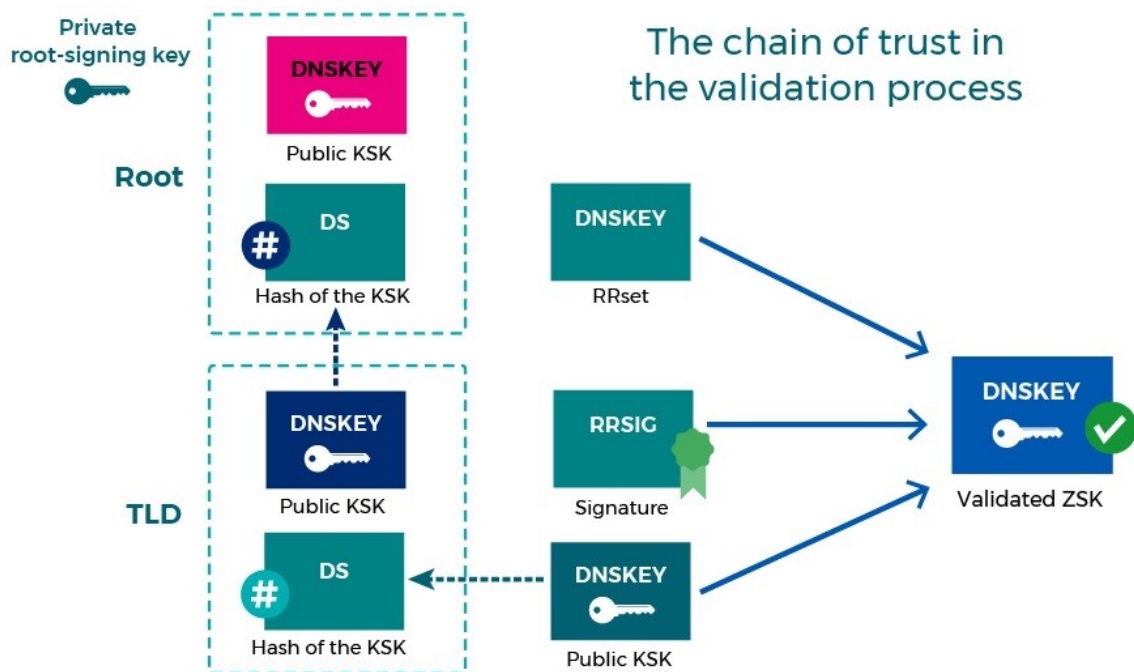 Private
root-signing key
The chain of trust in
the validation process
DNSKEY
Public KSK
Root
DS
#
Hash of the KSK
DNSKEY
RRset
DNSKEY
Public KSK
TLD
DS
#
Hash of the KSK
RRSIG
Signature
DNSKEY
Public KSK
DNSKEY
Validated ZSK